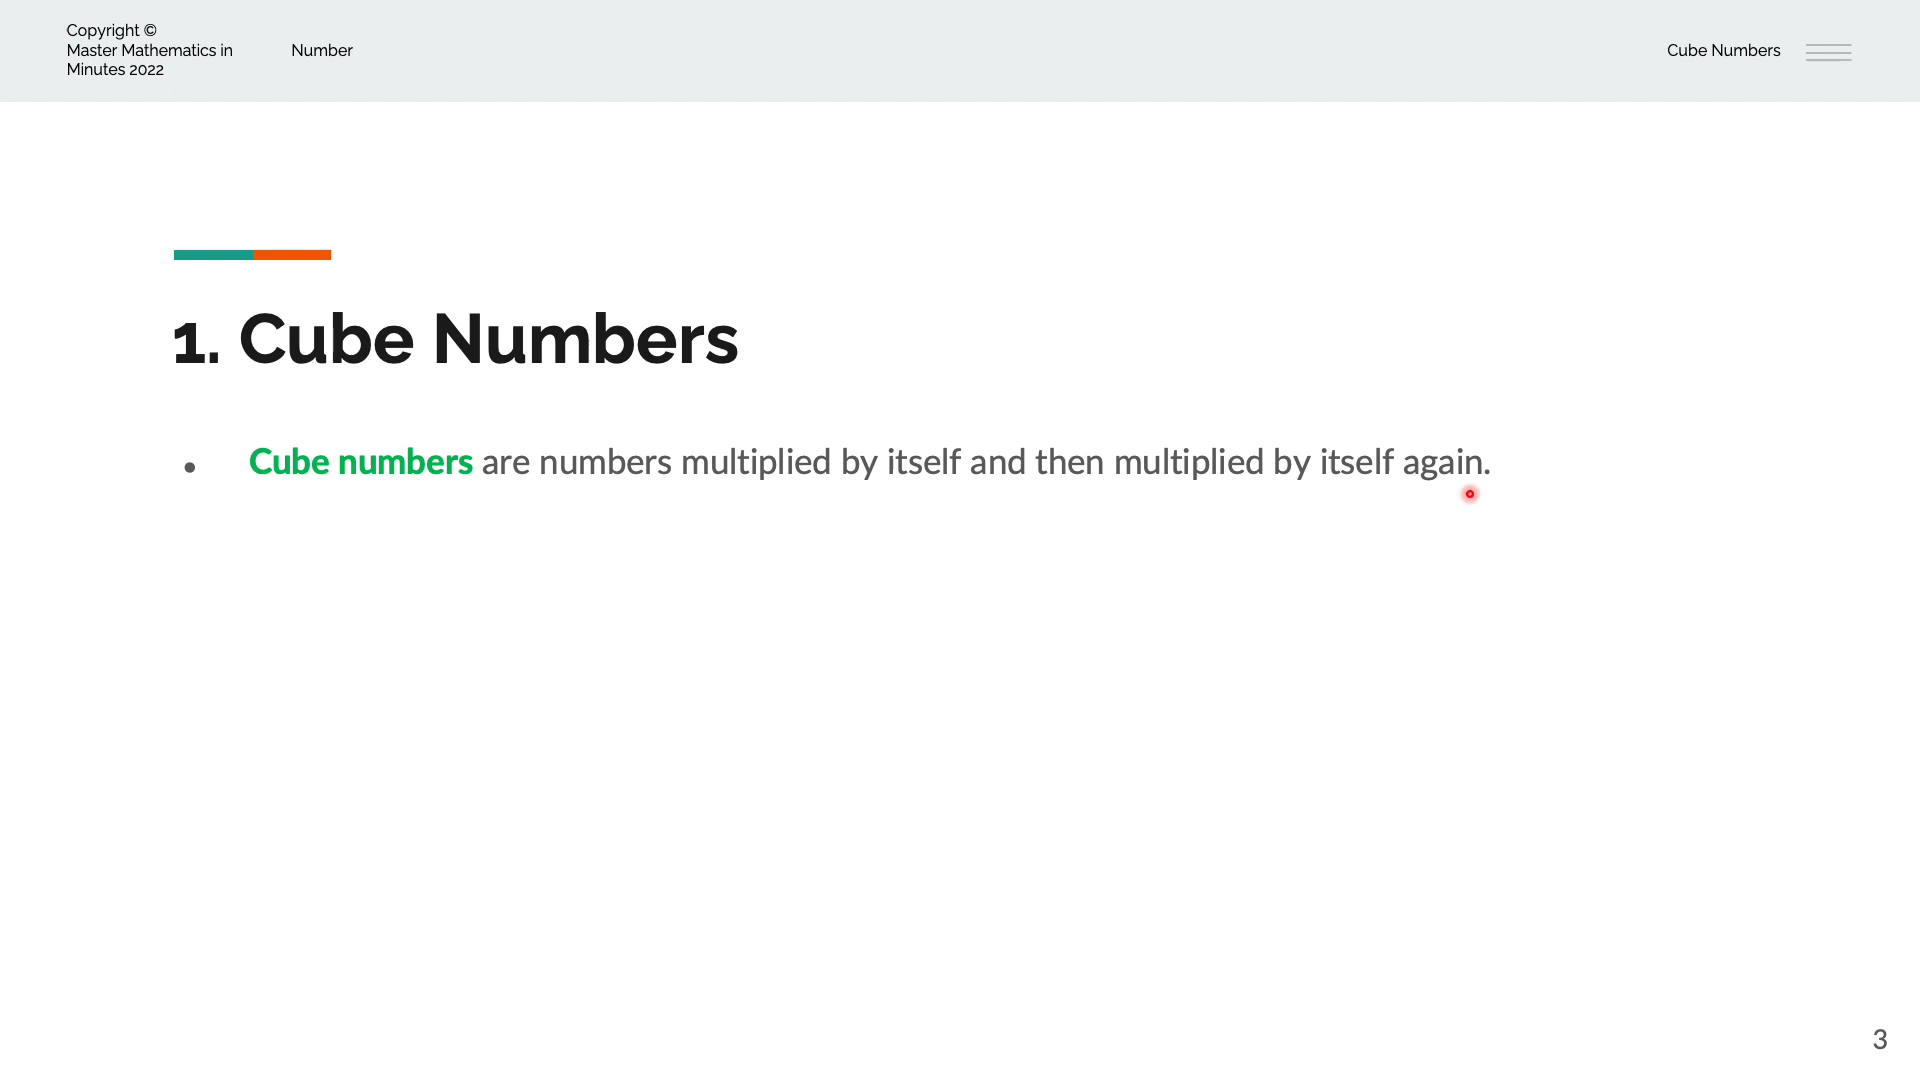 Copyright ©
Master Mathematics in
Minutes 2022
Number
Cube Numbers
1. Cube Numbers
• Cube numbers are numbers multiplied by itself and then multiplied by itself again.
3